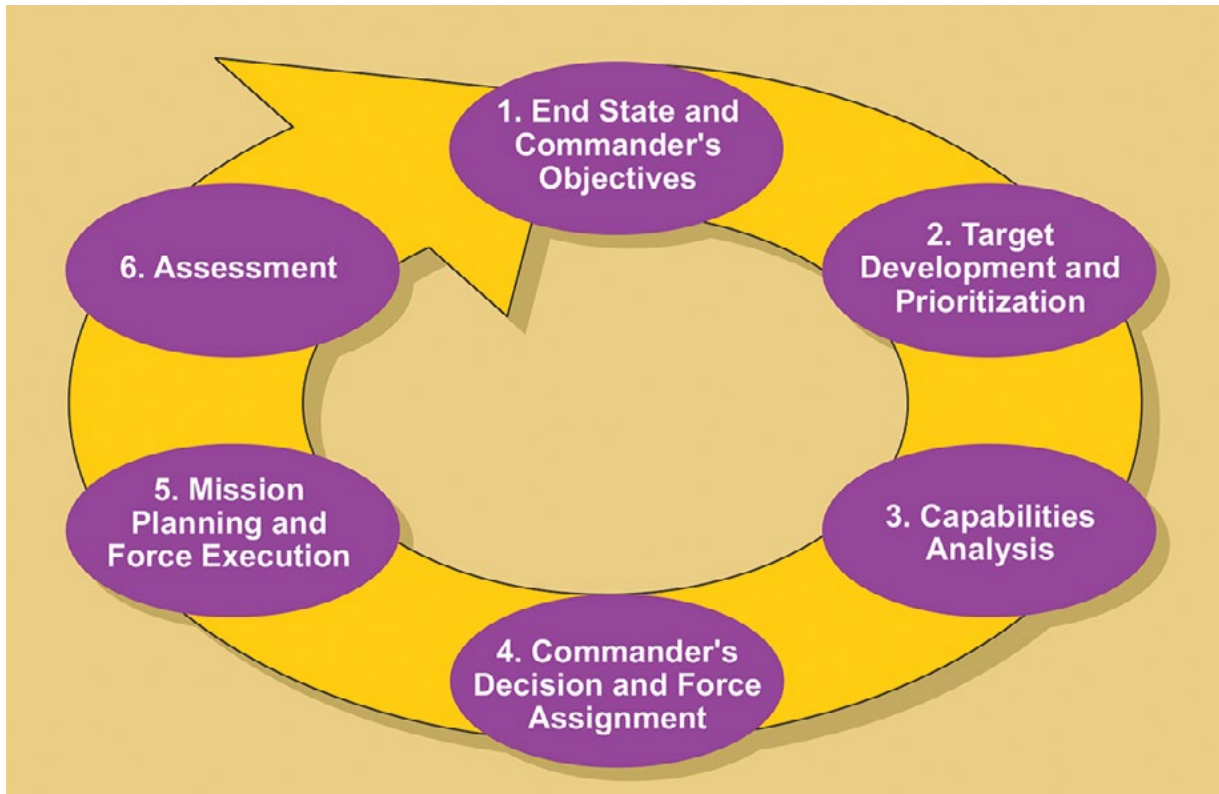 1. End State and
Commander's
Objectives
2. Target
Development and
Prioritization
3. Capabilities
Analysis
4. Commander's
Decision and Force
Assignment
5. Mission
Planning and
Force Execution
6. Assessment